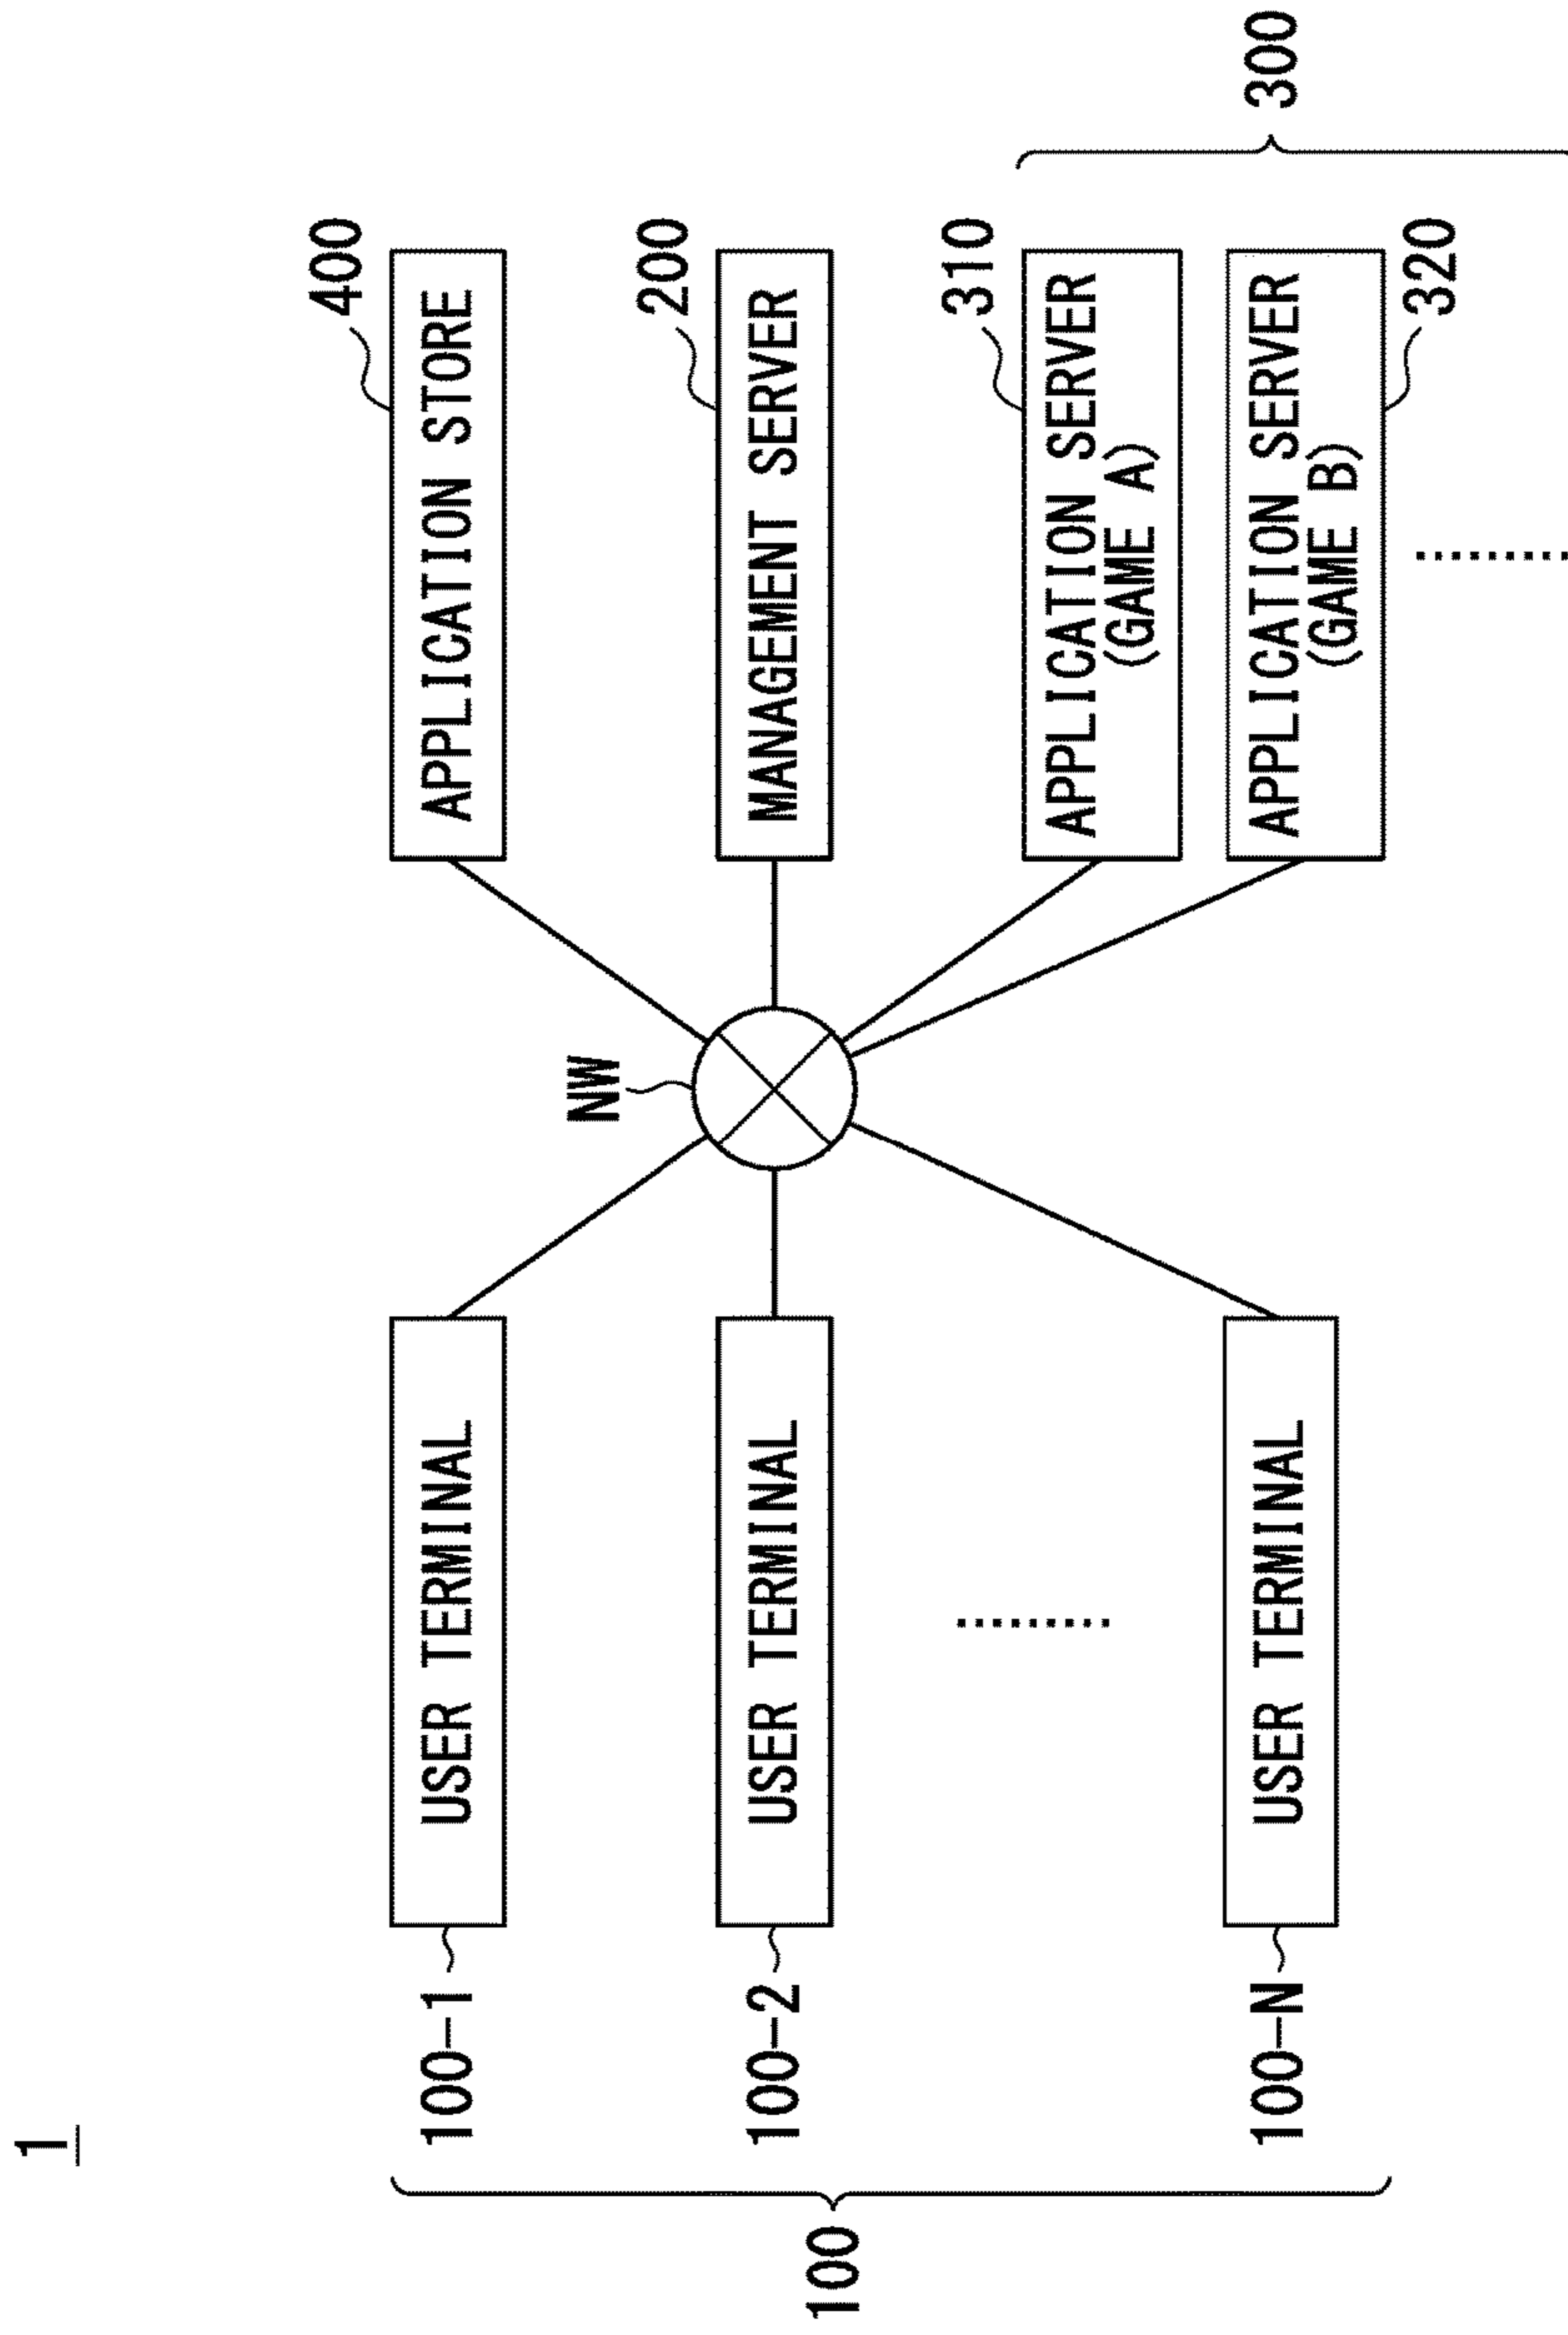 1
400
APPLICATION STORE
100-1
USER TERMINAL
NW
200
MANAGEMENT SERVER
100-2
USER TERMINAL
100
310
APPLICATION SERVER
(GAME A)
300
100-N
USER TERMINAL
APPLICATION SERVER
(GAME B)
320